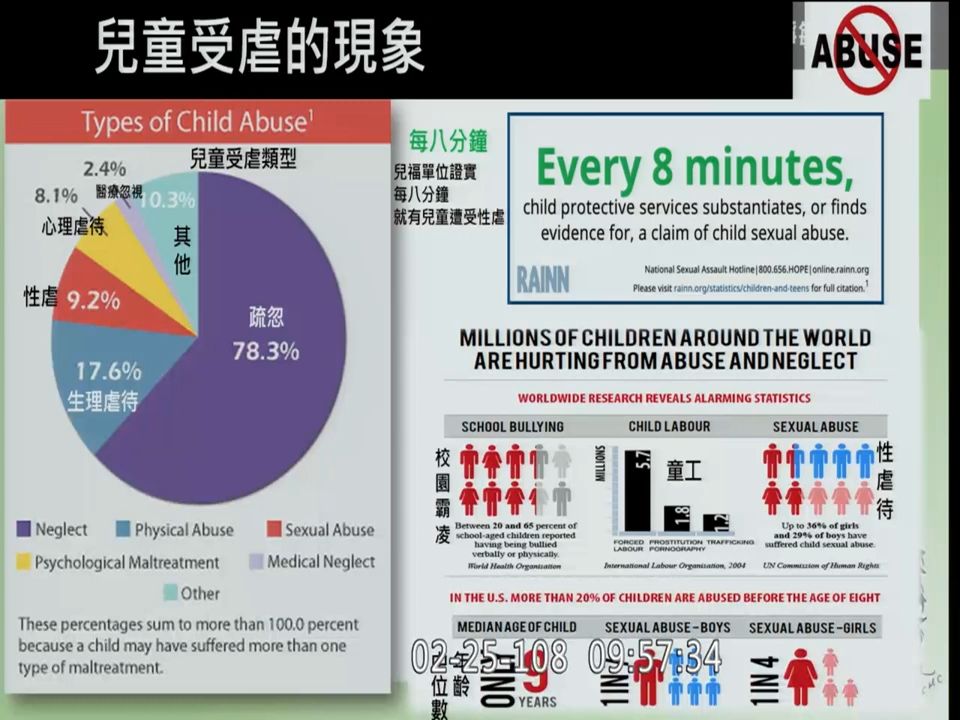 兒童受虐的現象
ABUSE
Types of Child Abuse1
兒童受虐類型
2.4%
醫療忽視
10.3%
8.1%
心理虐待
其他
性虐
9.2%
疏忽
78.3%
17.6%
生理虐待
Neglect
Physical Abuse
Sexual Abuse
Psychological Maltreatment
Medical Neglect
Other
These percentages sum to more than 100.0 percent
because a child may have suffered more than one
type of maltreatment.
每八分鐘
兒福單位證實
每八分鐘
就有兒童遭受性虐
Every 8 minutes,
child protective services substantiates, or finds
evidence for, a claim of child sexual abuse.
RAINN
National Sexual Assault Hotline|800.656.HOPE|online.rainn.org
Please visit rainn.org/statistics/children-and-teens for full citation.1
MILLIONS OF CHILDREN AROUND THE WORLD
ARE HURTING FROM ABUSE AND NEGLECT
WORLDWIDE RESEARCH REVEALS ALARMING STATISTICS
SCHOOL BULLYING
校園霸凌
Between 20 and 65 percent of
school-aged children reported
having being bullied
verbally or physically.
World Health Organisation
CHILD LABOUR
MILLIONS
5.7
童工
1.8
1.2
FORCED LABOUR
PROSTITUTION PORNOGRAPHY
TRAFFICKING
International Labour Organisation, 2004
SEXUAL ABUSE
性虐待
Up to 36% of girls
and 29% of boys have
suffered child sexual abuse.
UN Commission of Human Rights
IN THE U.S. MORE THAN 20% OF CHILDREN ARE ABUSED BEFORE THE AGE OF EIGHT
MEDIAN AGE OF CHILD
年齡
中位數
ONLY
9
YEARS
SEXUAL ABUSE-BOYS
1 IN
SEXUAL ABUSE-GIRLS
1 IN 4
02-25-108 09:57:34